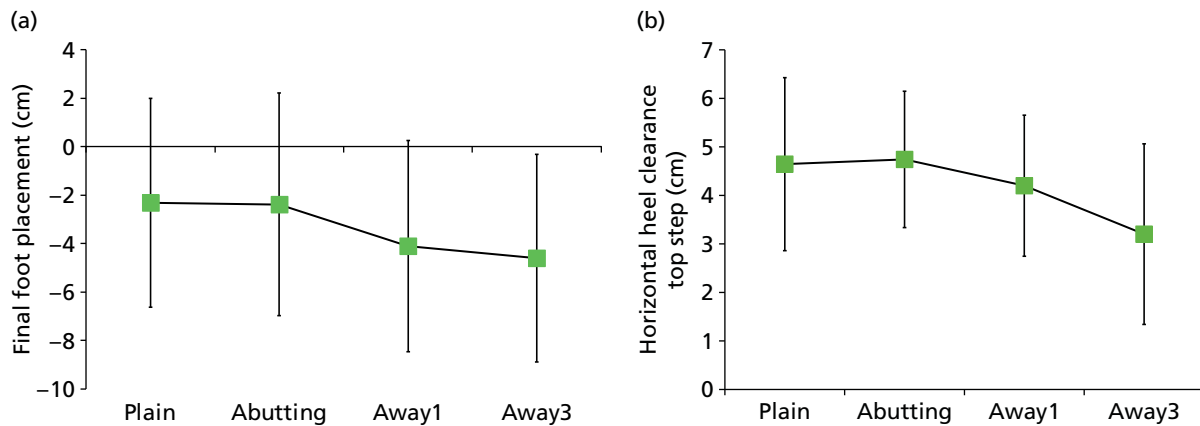 (a)
Final foot placement (cm)
4
2
0
−2
−4
−6
−8
−10
Plain Abutting Away1 Away3
(b)
Horizontal heel clearance
top step (cm)
7
6
5
4
3
2
1
0
Plain Abutting Away1 Away3